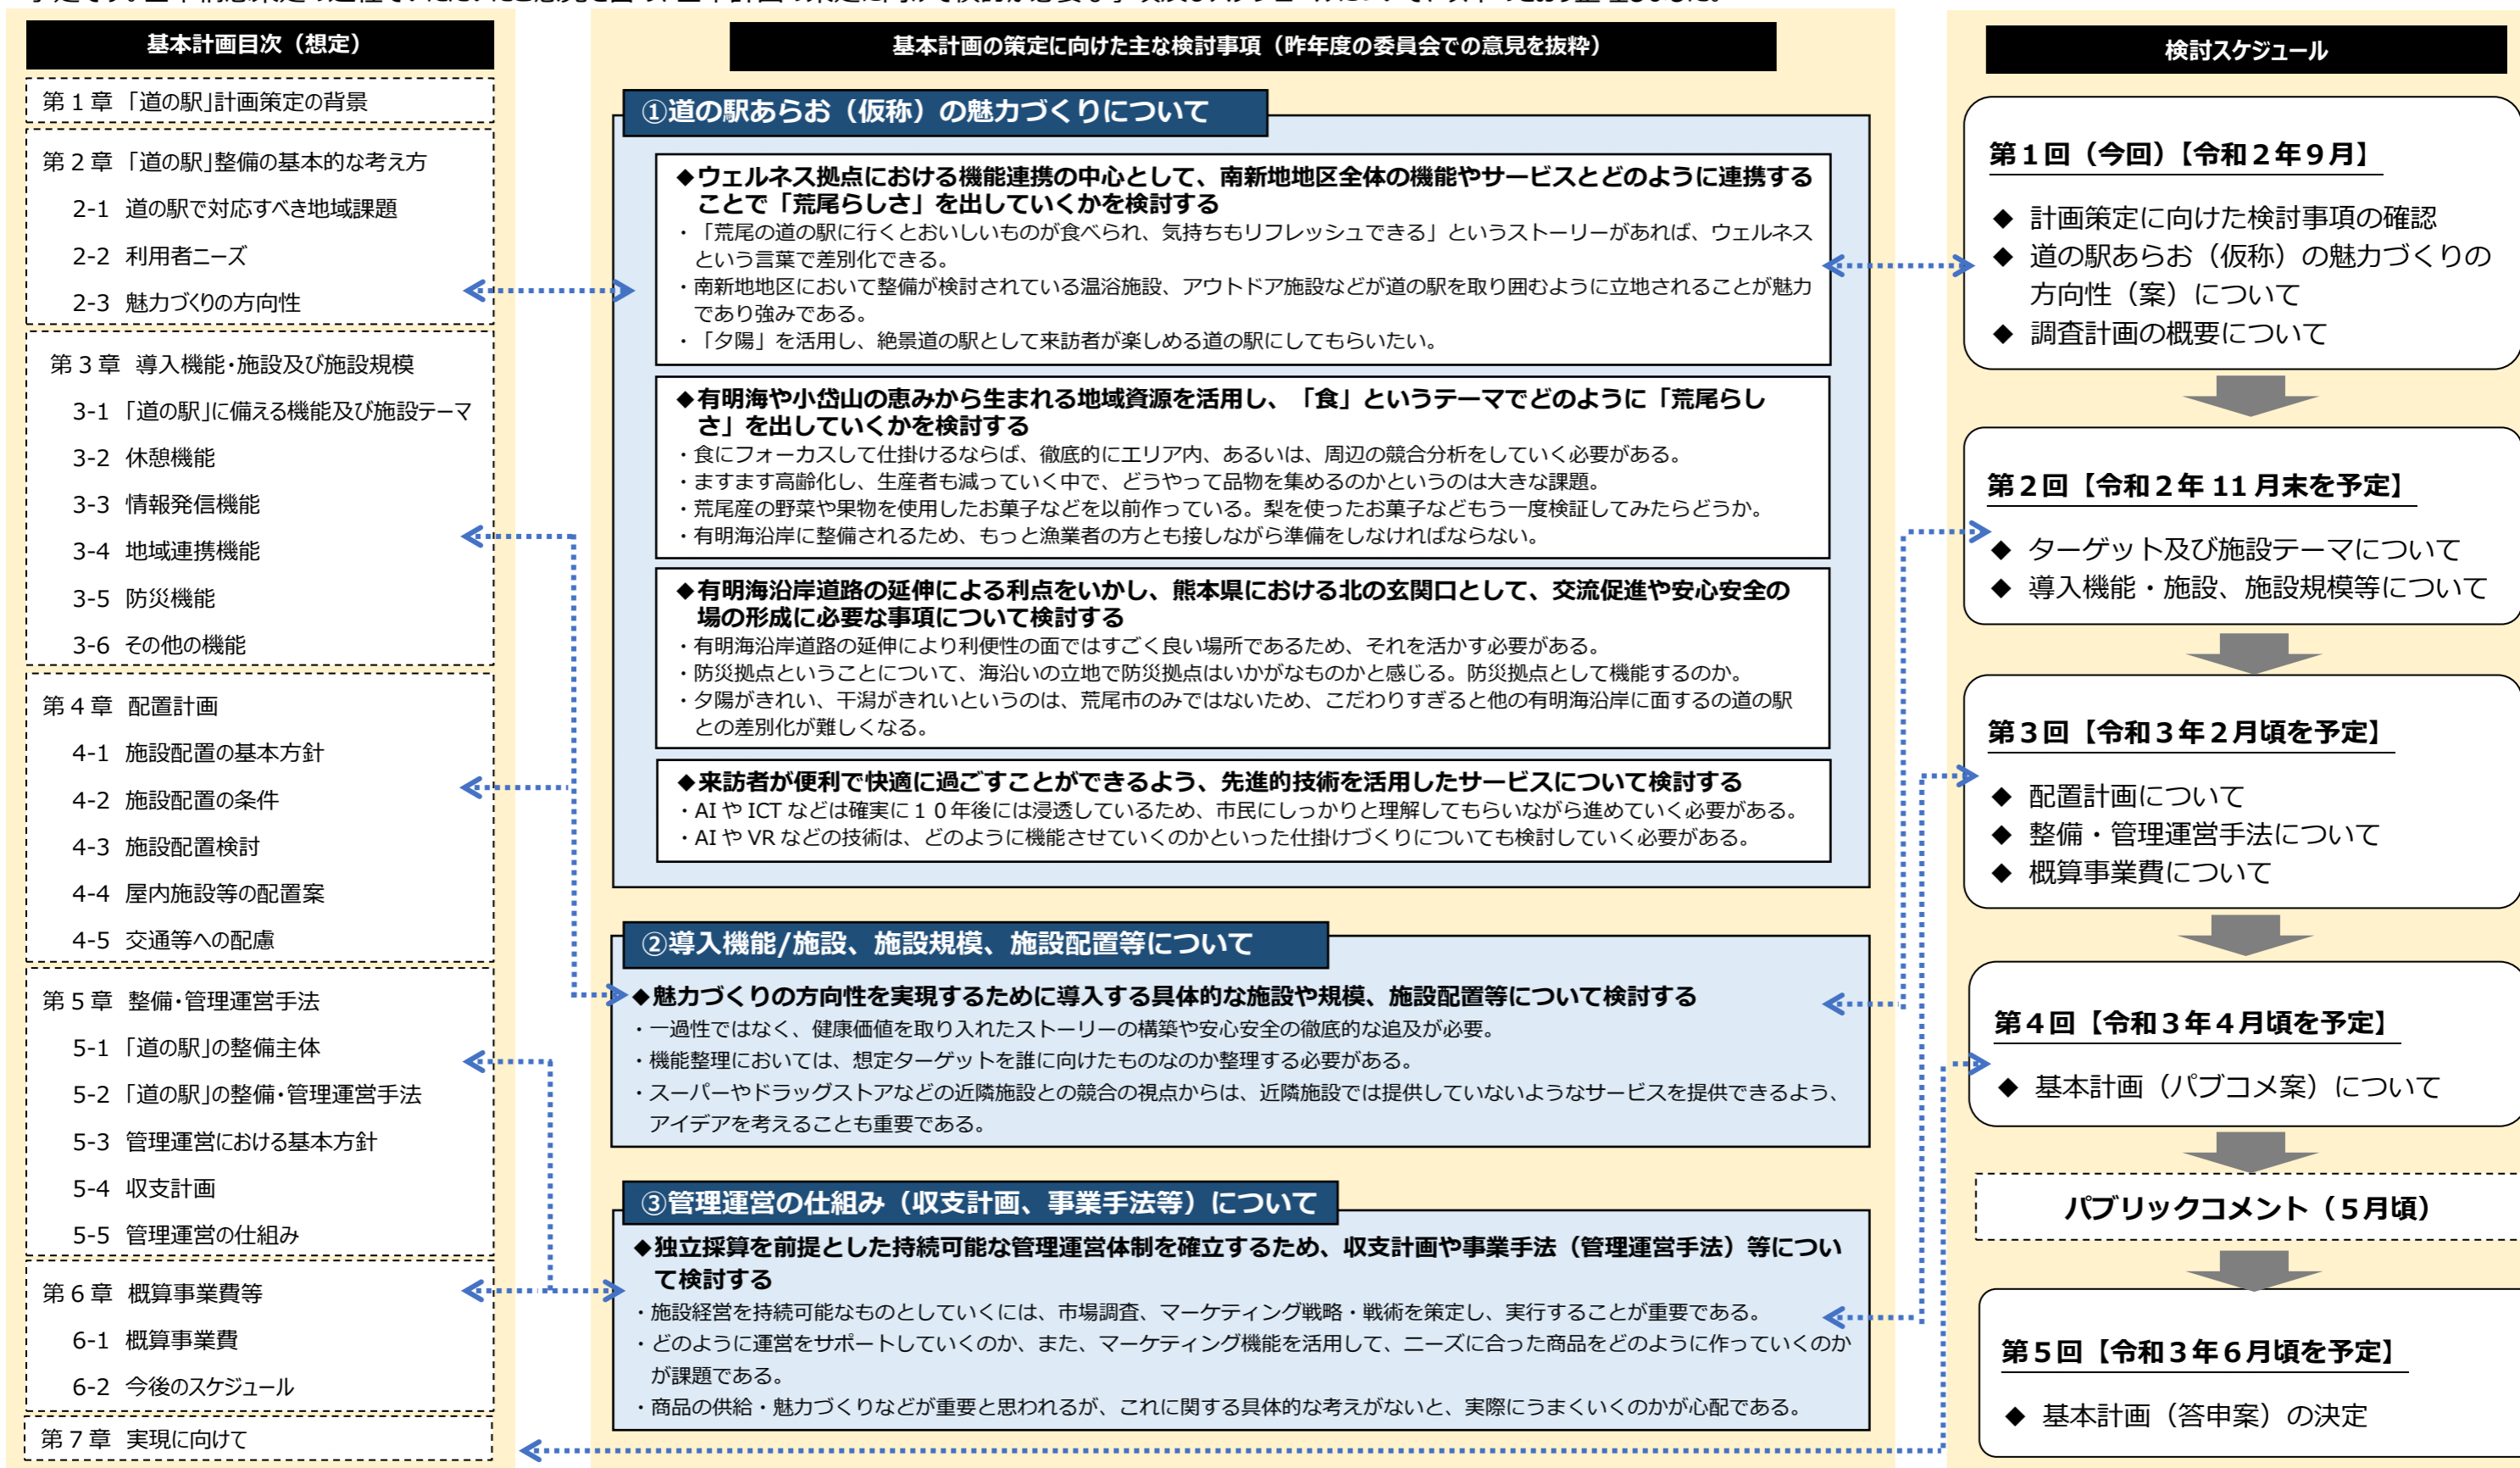 基本計画目次（想定）
第１章 「道の駅」計画策定の背景
第２章 「道の駅」整備の基本的な考え方
2-1 道の駅で対応すべき地域課題
2-2 利用者ニーズ
2-3 魅力づくりの方向性
第３章 導入機能・施設及び施設規模
3-1 「道の駅」に備える機能及び施設テーマ
3-2 休憩機能
3-3 情報発信機能
3-4 地域連携機能
3-5 防災機能
3-6 その他の機能
第４章 配置計画
4-1 施設配置の基本方針
4-2 施設配置の条件
4-3 施設配置検討
4-4 屋内施設等の配置案
4-5 交通等への配慮
第５章 整備・管理運営手法
5-1 「道の駅」の整備主体
5-2 「道の駅」の整備・管理運営手法
5-3 管理運営における基本方針
5-4 収支計画
5-5 管理運営の仕組み
第６章 概算事業費等
6-1 概算事業費
6-2 今後のスケジュール
第７章 実現に向けて
基本計画の策定に向けた主な検討事項（昨年度の委員会での意見を抜粋）
①道の駅あらお（仮称）の魅力づくりについて
◆ウェルネス拠点における機能連携の中心として、南新地地区全体の機能やサービスとどのように連携する
ことで「荒尾らしさ」を出していくかを検討する
・「荒尾の道の駅に行くとおいしいものが食べられ、気持ちもリフレッシュできる」というストーリーがあれば、ウェルネス
という言葉で差別化できる。
・南新地地区において整備が検討されている温浴施設、アウトドア施設などが道の駅を取り囲むように立地されることが魅力
であり強みである。
・「夕陽」を活用し、絶景道の駅として来訪者が楽しめる道の駅にしてもらいたい。
◆有明海や小岱山の恵みから生まれる地域資源を活用し、「食」というテーマでどのように「荒尾らし
さ」を出していくかを検討する
・食にフォーカスして仕掛けるならば、徹底的にエリア内、あるいは、周辺の競合分析をしていく必要がある。
・ますます高齢化し、生産者も減っていく中で、どうやって品物を集めるのかというのは大きな課題。
・荒尾産の野菜や果物を使用したお菓子などを以前作っている。梨を使ったお菓子などもう一度検証してみたらどうか。
・有明海沿岸に整備されるため、もっと漁業者の方とも接しながら準備をしなければならない。
◆有明海沿岸道路の延伸による利点をいかし、熊本県における北の玄関口として、交流促進や安心安全の
場の形成に必要な事項について検討する
・有明海沿岸道路の延伸により利便性の面ではすごく良い場所であるため、それを活かす必要がある。
・防災拠点ということについて、海沿いの立地で防災拠点はいかがなものかと感じる。防災拠点として機能するのか。
・夕陽がきれい、干潟がきれいというのは、荒尾市のみではないため、こだわりすぎると他の有明海沿岸に面するの道の駅
との差別化が難しくなる。
◆来訪者が便利で快適に過ごすことができるよう、先進的技術を活用したサービスについて検討する
・AI や ICT などは確実に１０年後には浸透しているため、市民にしっかりと理解してもらいながら進めていく必要がある。
・AI や VR などの技術は、どのように機能させていくのかといった仕掛けづくりについても検討していく必要がある。
②導入機能/施設、施設規模、施設配置等について
◆魅力づくりの方向性を実現するために導入する具体的な施設や規模、施設配置等について検討する
・一過性ではなく、健康価値を取り入れたストーリーの構築や安心安全の徹底的な追及が必要。
・機能整理においては、想定ターゲットを誰に向けたものなのか整理する必要がある。
・スーパーやドラッグストアなどの近隣施設との競合の視点からは、近隣施設では提供していないようなサービスを提供できるよう、
アイデアを考えることも重要である。
③管理運営の仕組み（収支計画、事業手法等）について
◆独立採算を前提とした持続可能な管理運営体制を確立するため、収支計画や事業手法（管理運営手法）等につい
て検討する
・施設経営を持続可能なものとしていくには、市場調査、マーケティング戦略・戦術を策定し、実行することが重要である。
・どのように運営をサポートしていくのか、また、マーケティング機能を活用して、ニーズに合った商品をどのように作っていくのか
が課題である。
・商品の供給・魅力づくりなどが重要と思われるが、これに関する具体的な考えがないと、実際にうまくいくのかが心配である。
検討スケジュール
第１回（今回）【令和２年９月】
◆ 計画策定に向けた検討事項の確認
◆ 道の駅あらお（仮称）の魅力づくりの
方向性（案）について
◆ 調査計画の概要について
第２回【令和２年 11 月末を予定】
◆ ターゲット及び施設テーマについて
◆ 導入機能・施設、施設規模等について
第３回【令和３年２月頃を予定】
◆ 配置計画について
◆ 整備・管理運営手法について
◆ 概算事業費について
第４回【令和３年４月頃を予定】
◆ 基本計画（パブコメ案）について
パブリックコメント（５月頃）
第５回【令和３年６月頃を予定】
◆ 基本計画（答申案）の決定